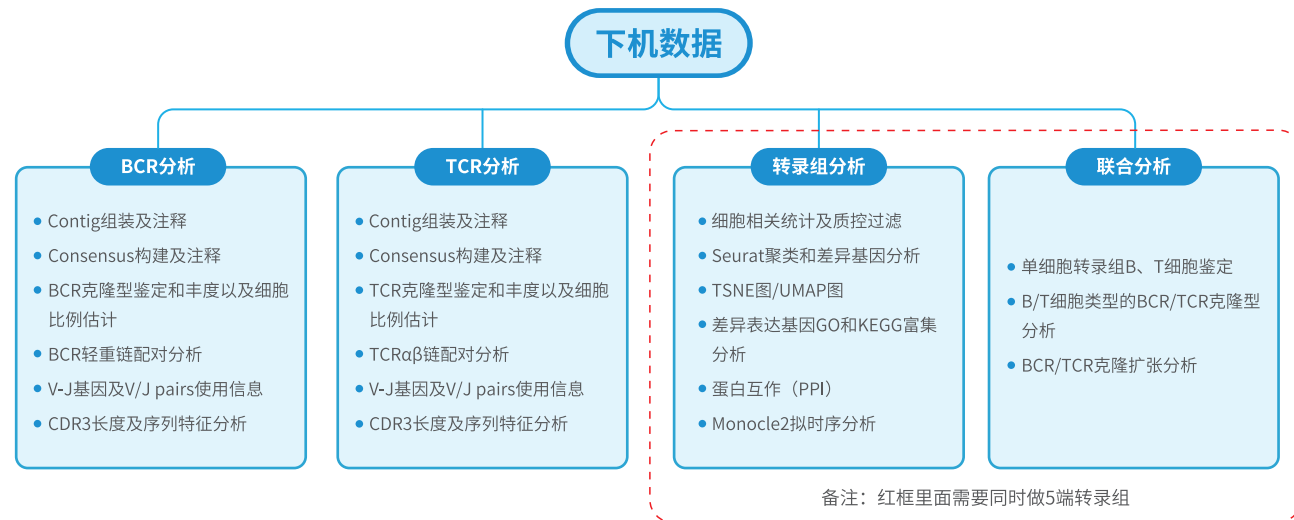 下机数据
BCR分析
Contig组装及注释
Consensus构建及注释
BCR克隆型鉴定和丰度以及细胞
比例估计
BCR轻重链配对分析
V-J基因及V/J pairs使用信息
CDR3长度及序列特征分析
TCR分析
Contig组装及注释
Consensus构建及注释
TCR克隆型鉴定和丰度以及细胞
比例估计
TCRαβ链配对分析
V-J基因及V/J pairs使用信息
CDR3长度及序列特征分析
转录组分析
细胞相关统计及质控过滤
Seurat聚类和差异基因分析
TSNE图/UMAP图
差异表达基因GO和KEGG富集
分析
蛋白互作（PPI）
Monocle2拟时序分析
联合分析
单细胞转录组B、T细胞鉴定
B/T细胞类型的BCR/TCR克隆型
分析
BCR/TCR克隆扩张分析
备注：红框里面需要同时做5端转录组